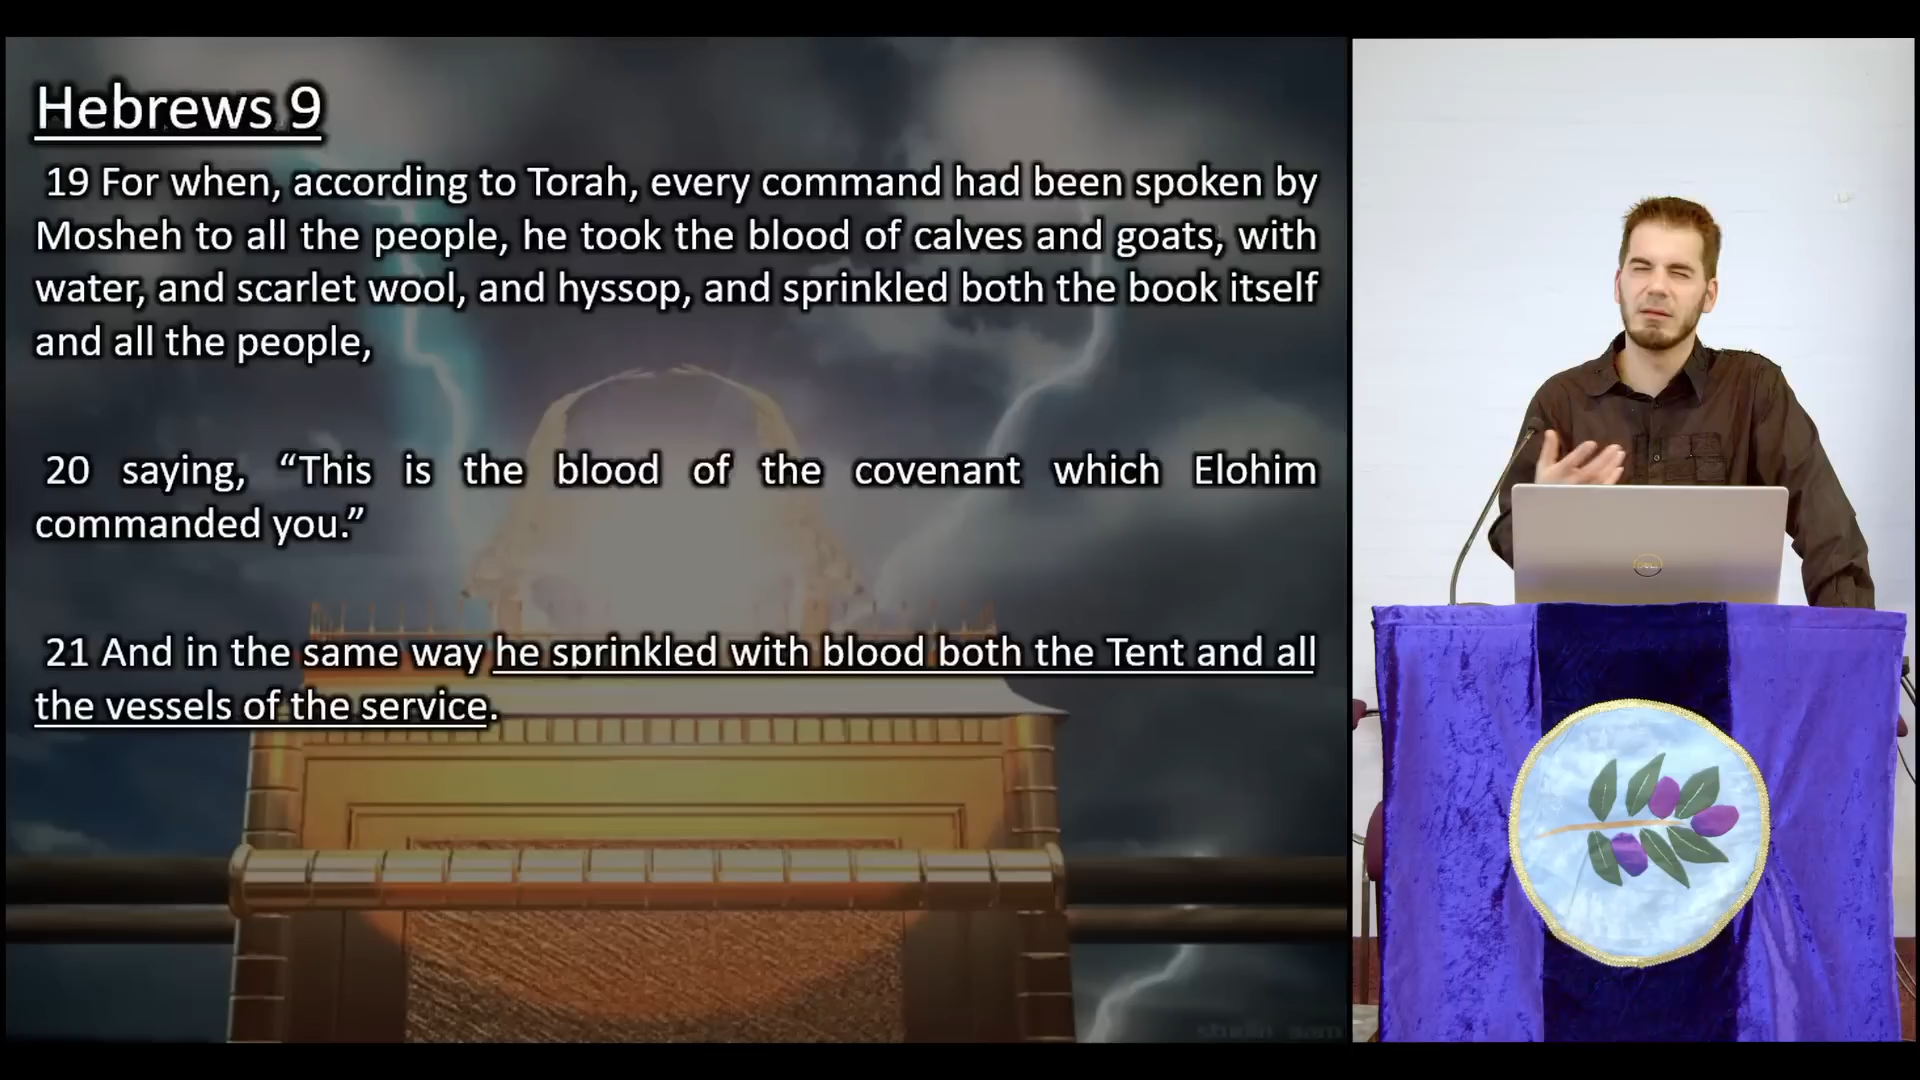 Hebrews 9
19 For when, according to Torah, every command had been spoken by
Mosheh to all the people, he took the blood of calves and goats, with
water, and scarlet wool, and hyssop, and sprinkled both the book itself
and all the people,
20 saying, “This is the blood of the covenant which Elohim
commanded you.”
21 And in the same way he sprinkled with blood both the Tent and all
the vessels of the service.
DELL